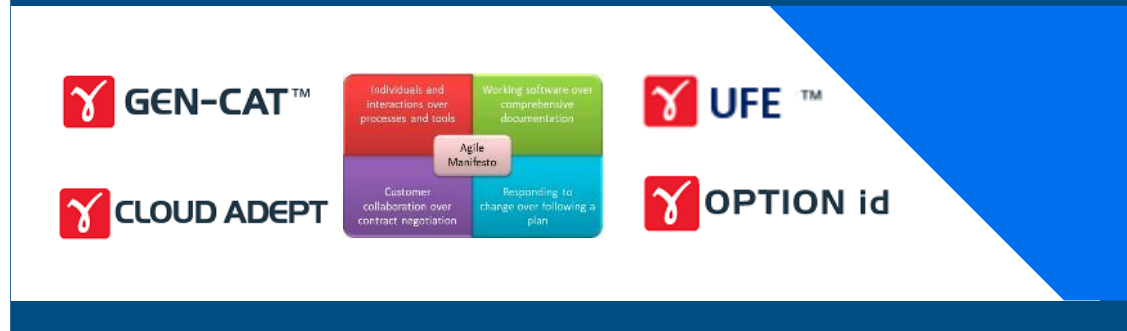 GEN-CAT™
CLOUD ADEPT
Individuals and
interactions over
processes and tools
Working software over
comprehensive
documentation
Agile
Manifesto
Customer
collaboration over
contract negotiation
Responding to
change over following a
plan
UFE ™
OPTION id